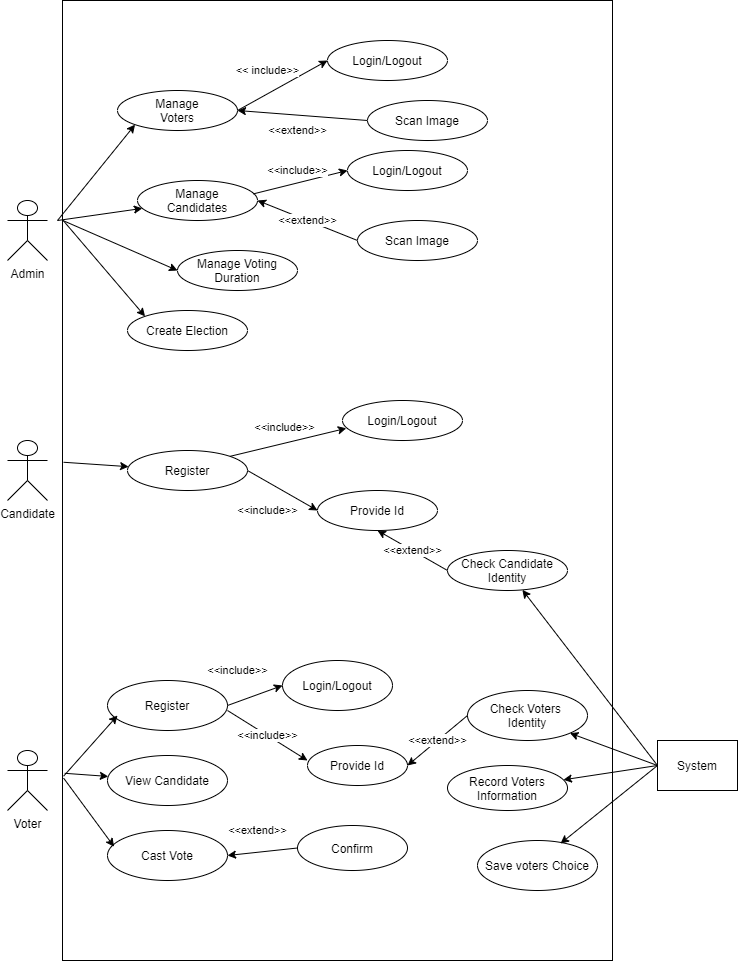 Login/Logout
<< include>>
Manage
Voters
Scan Image
<<extend>>
<<include>>
Login/Logout
Manage
Candidates
<<extend>>
Scan Image
Admin
Manage Voting
Duration
Create Election
Login/Logout
<<include>>
Register
Candidate
<<include>>
Provide Id
<<extend>>
Check Candidate
Identity
<<include>>
Login/Logout
Register
Check Voters
Identity
<<include>>
<<extend>>
Provide Id
System
View Candidate
Record Voters
Information
Voter
<<extend>>
Cast Vote
Confirm
Save voters Choice